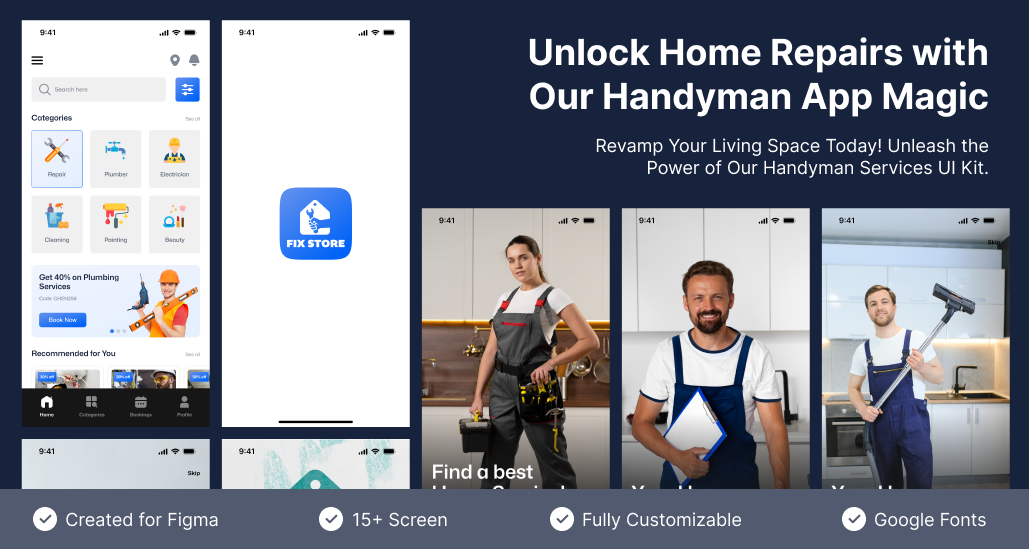 9:41
Search here
Categories
See all
Repair
Plumber
Electrician
Cleaning
Painting
Beauty
Get 40% on Plumbing
Services
Book Now
Recommended for You
See all
Home
Categories
Bookings
Profile
9:41
FIX STORE
Unlock Home Repairs with
Our Handyman App Magic
Revamp Your Living Space Today! Unleash the
Power of Our Handyman Services UI Kit.
9:41
Find a best
9:41
9:41
Skip
9:41
Skip
9:41
Created for Figma
15+ Screen
Fully Customizable
Google Fonts